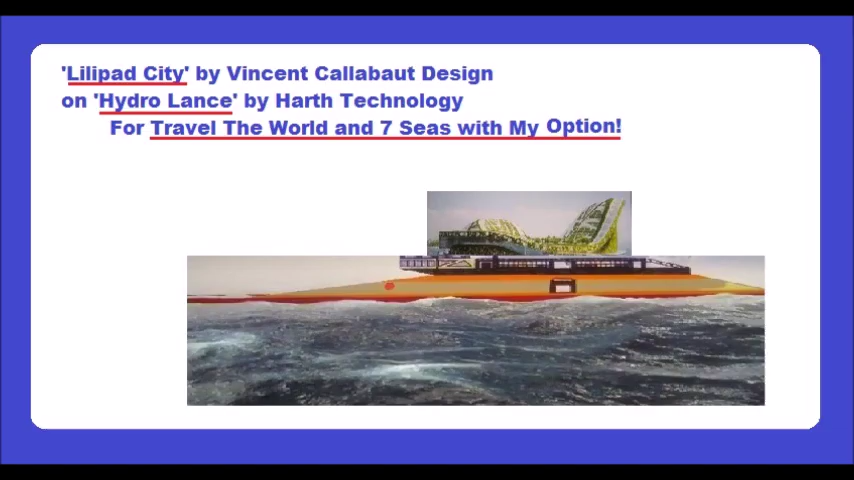 'Lilipad City' by Vincent Callabaut Design
on 'Hydro Lance' by Harth Technology
For Travel The World and 7 Seas with My Option!